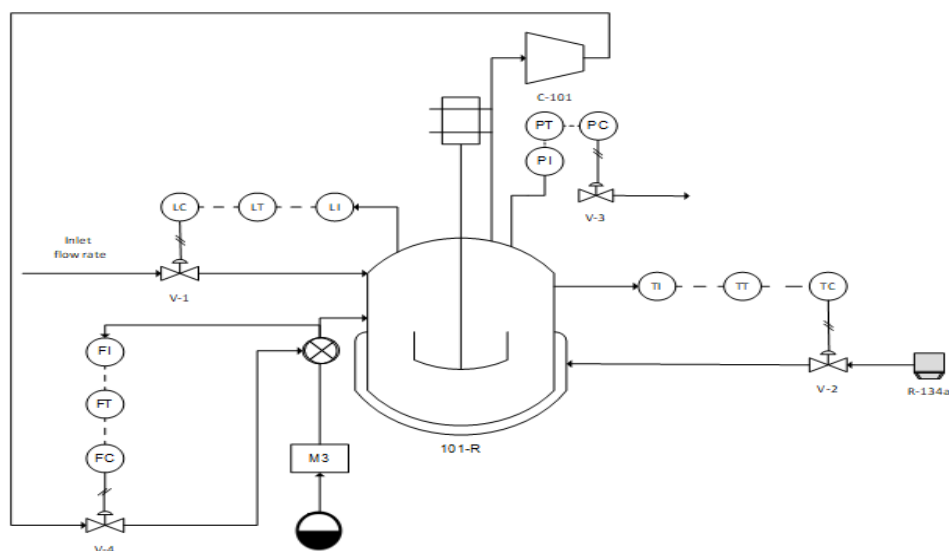 C-101
PT
PC
PI
V-3
LC
LT
LI
Inlet
flow rate
V-1
TI
TT
TC
FI
V-2
R-134a
FT
101-R
FC
M3
V-4